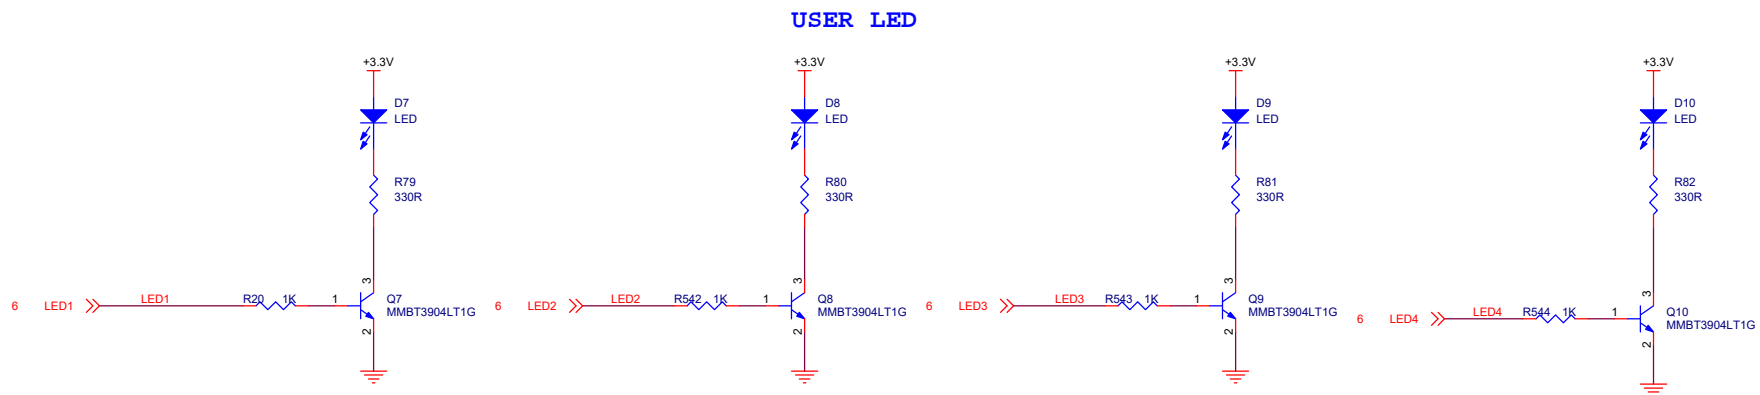 USER LED
+3.3V
D7
LED
R79
330R
3
6
LED1
LED1
R20
1K
1
Q7
MMBT3904LT1G
2
+3.3V
D8
LED
R80
330R
3
6
LED2
LED2
R542
1K
1
Q8
MMBT3904LT1G
2
+3.3V
D9
LED
R81
330R
3
6
LED3
LED3
R543
1K
1
Q9
MMBT3904LT1G
2
+3.3V
D10
LED
R82
330R
3
6
LED4
LED4
R544
1K
1
Q10
MMBT3904LT1G
2